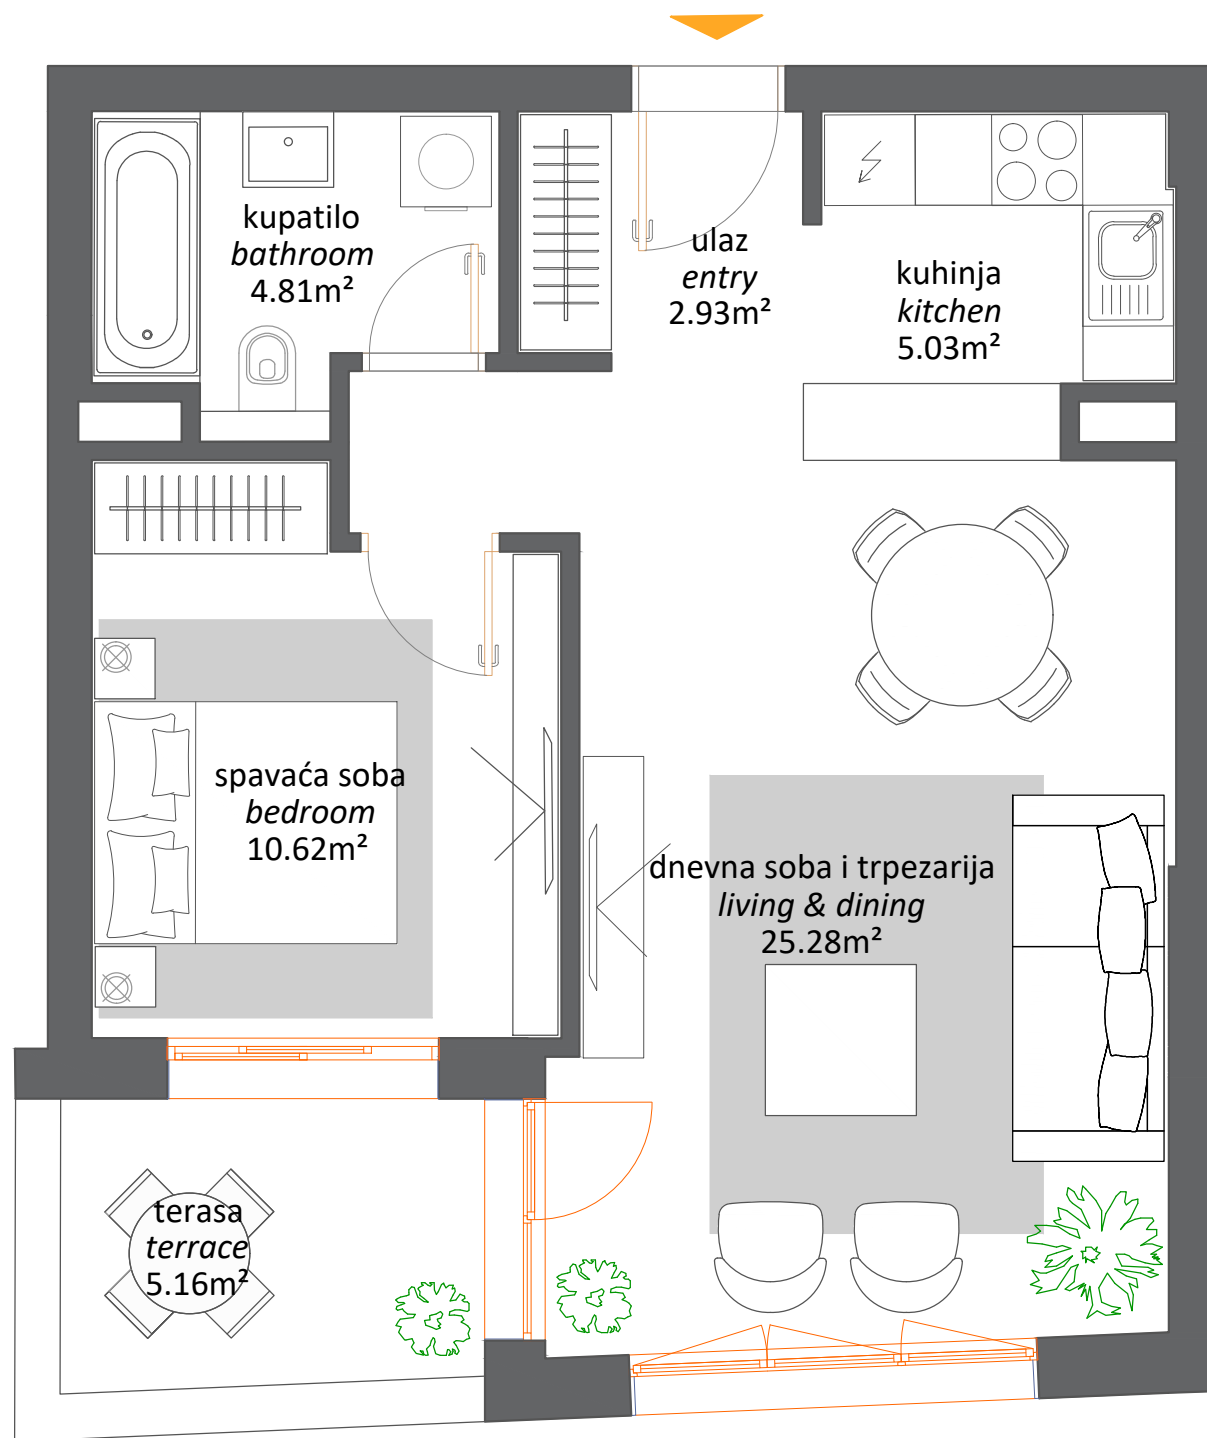 kupatilo
bathroom
4.81m²
ulaz
entry
2.93m²
kuhinja
kitchen
5.03m²
spavaća soba
bedroom
10.62m²
dnevna soba i trpezarija
living & dining
25.28m²
terasa
terrace
5.16m²